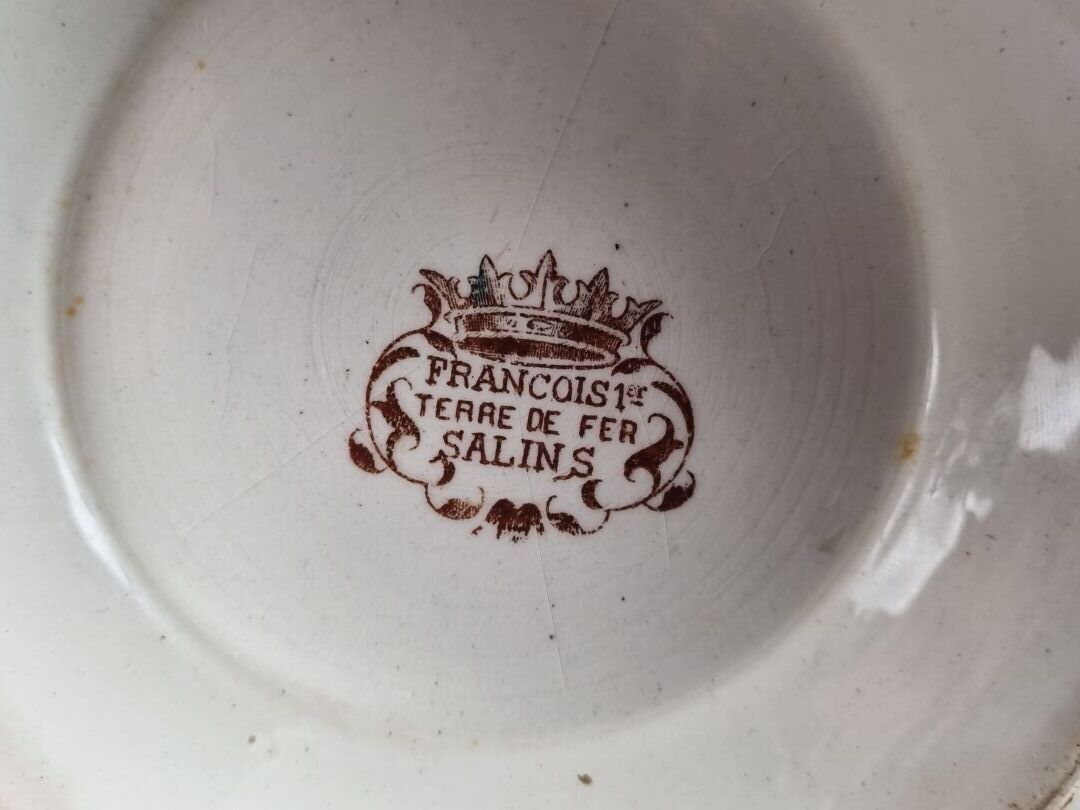 FRANCOIS 1er
TERRE DE FER
SALINS